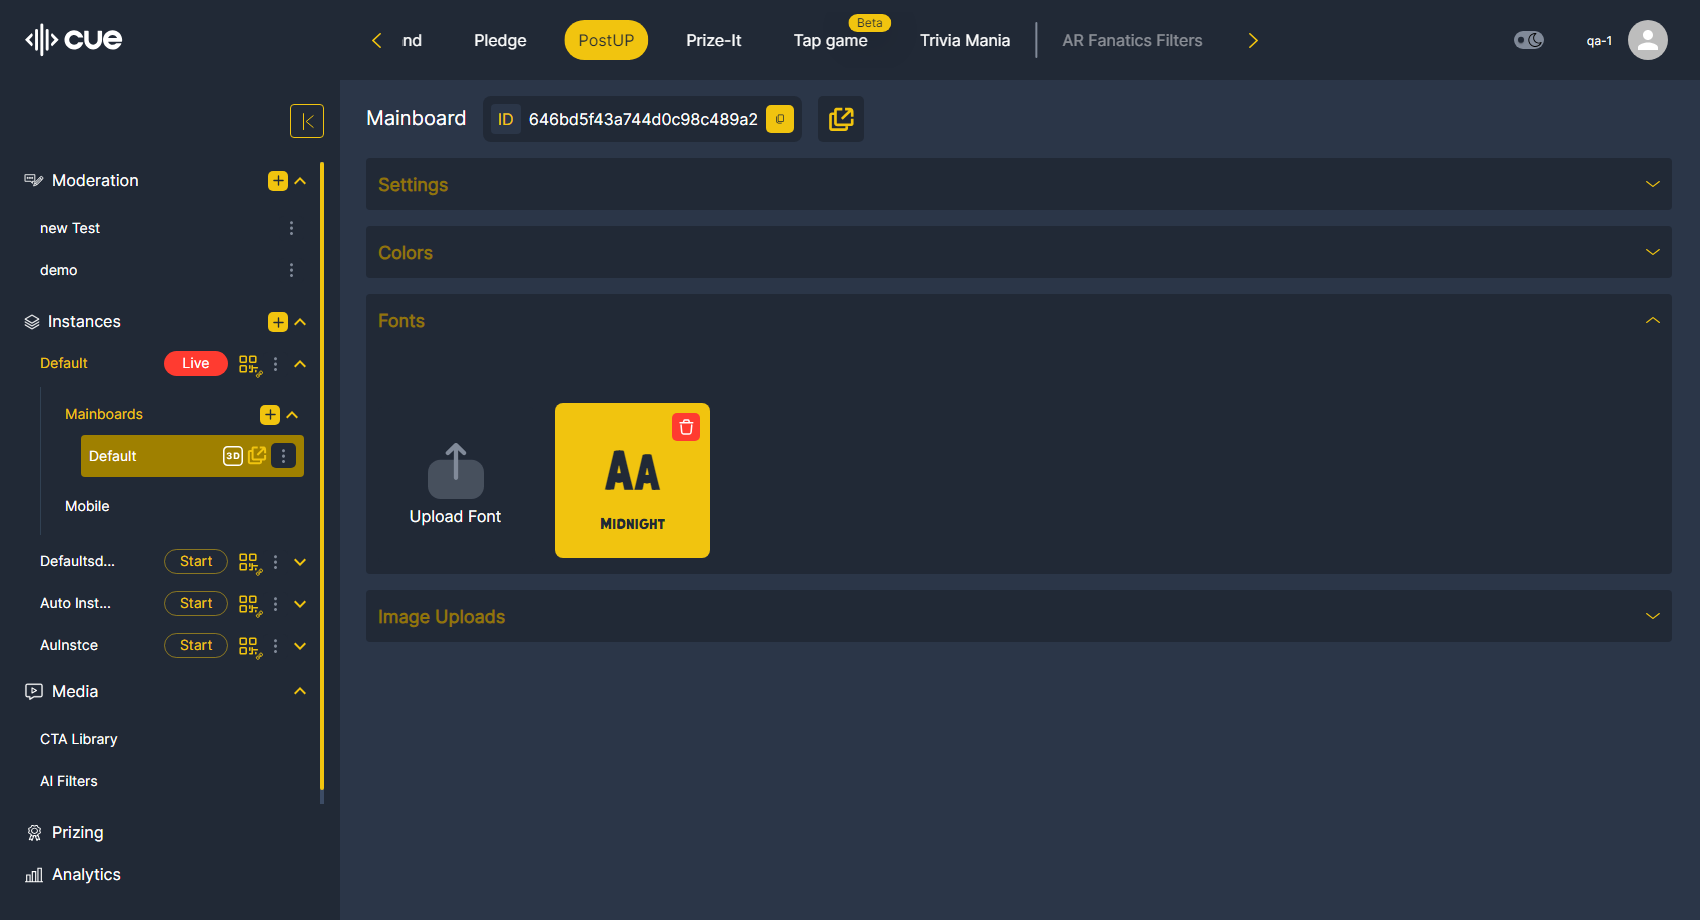 cue
nd
Pledge
PostUP
Prize-It
Tap game
Beta
Trivia Mania
AR Fanatics Filters
qa-1
Moderation
new Test
demo
Instances
Default
Live
Mainboards
Default
3D
Mobile
Defaultsd...
Start
Auto Inst...
Start
AuInstce
Start
Media
CTA Library
AI Filters
Prizing
Analytics
Mainboard
ID
646bd5f43a744d0c98c489a2
Settings
Colors
Fonts
Upload Font
AA
MIDNIGHT
Image Uploads